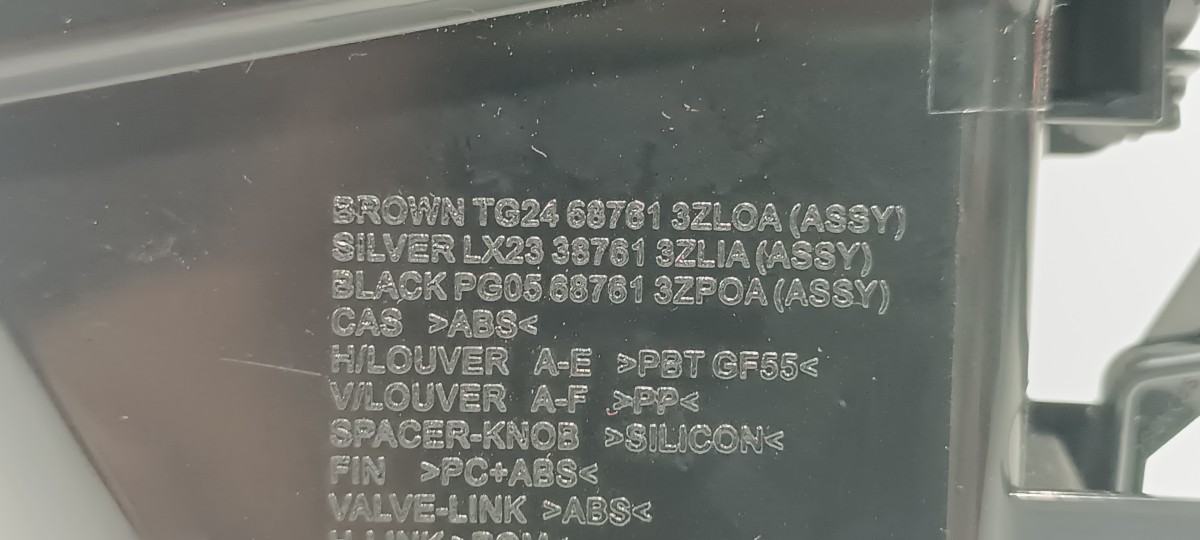 BROWN TG24 68761 3ZLOA (ASSY)
SILVER LX23 38761 3ZLIA (ASSY)
BLACK PG05 68761 3ZPOA (ASSY)
CAS >ABS<
H/LOUVER A-E >PBT GF55<
V/LOUVER A-F >PP<
SPACER-KNOB >SILICON<
FIN >PC+ABS<
VALVE-LINK >ABS<